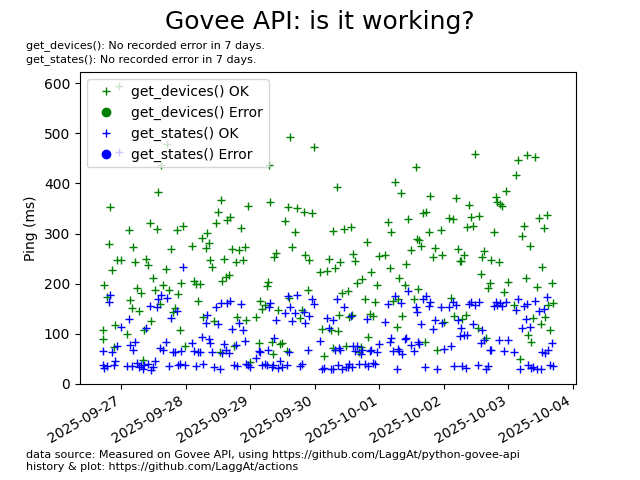 Govee API: is it working?
get_devices(): No recorded error in 7 days.
get_states(): No recorded error in 7 days.
get_devices() OK
get_devices() Error
get_states() OK
get_states() Error
Ping (ms)
600
500
400
300
200
100
0
2025-09-27
2025-09-28
2025-09-29
2025-09-30
2025-10-01
2025-10-02
2025-10-03
2025-10-04
data source: Measured on Govee API, using https://github.com/LaggAt/python-govee-api
history & plot: https://github.com/LaggAt/actions